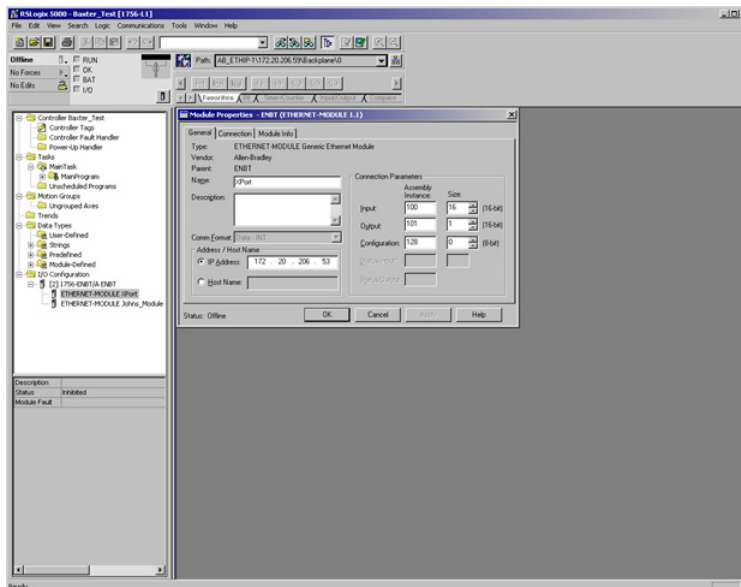 RSLogix 5000 - Baxter_Test [1756-L1]
File Edit View Search Logic Communications Tools Window Help
Offline
RUN
No Forces
OK
BAT
No Edits
I/O
Path: AB_ETHIP-1\172.20.206.59\Backplane\0
Favorites Bit Timer/Counter Input/Output Compare
Controller Baxter_Test
Controller Tags
Controller Fault Handler
Power-Up Handler
Tasks
MainTask
MainProgram
Unscheduled Programs
Motion Groups
Ungrouped Axes
Trends
Data Types
User-Defined
Strings
Predefined
Module-Defined
I/O Configuration
[2] 1756-ENBT/A ENBT
ETHERNET-MODULE XPort
ETHERNET-MODULE Johns_Module
Description
Status Inhibited
Module Fault
Module Properties - ENBT (ETHERNET-MODULE 1.1)
General Connection Module Info
Type: ETHERNET-MODULE Generic Ethernet Module
Vendor: Allen-Bradley
Parent: ENBT
Name: XPort
Description:
Comm Format: Data - INT
Address / Host Name
IP Address: 172 . 20 . 206 . 53
Host Name:
Connection Parameters
Assembly
Instance: Size:
Input: 100 16 (16-bit)
Output: 101 1 (16-bit)
Configuration: 128 0 (8-bit)
Status Input:
Status Output:
Status: Offline
OK Cancel Apply Help
Ready